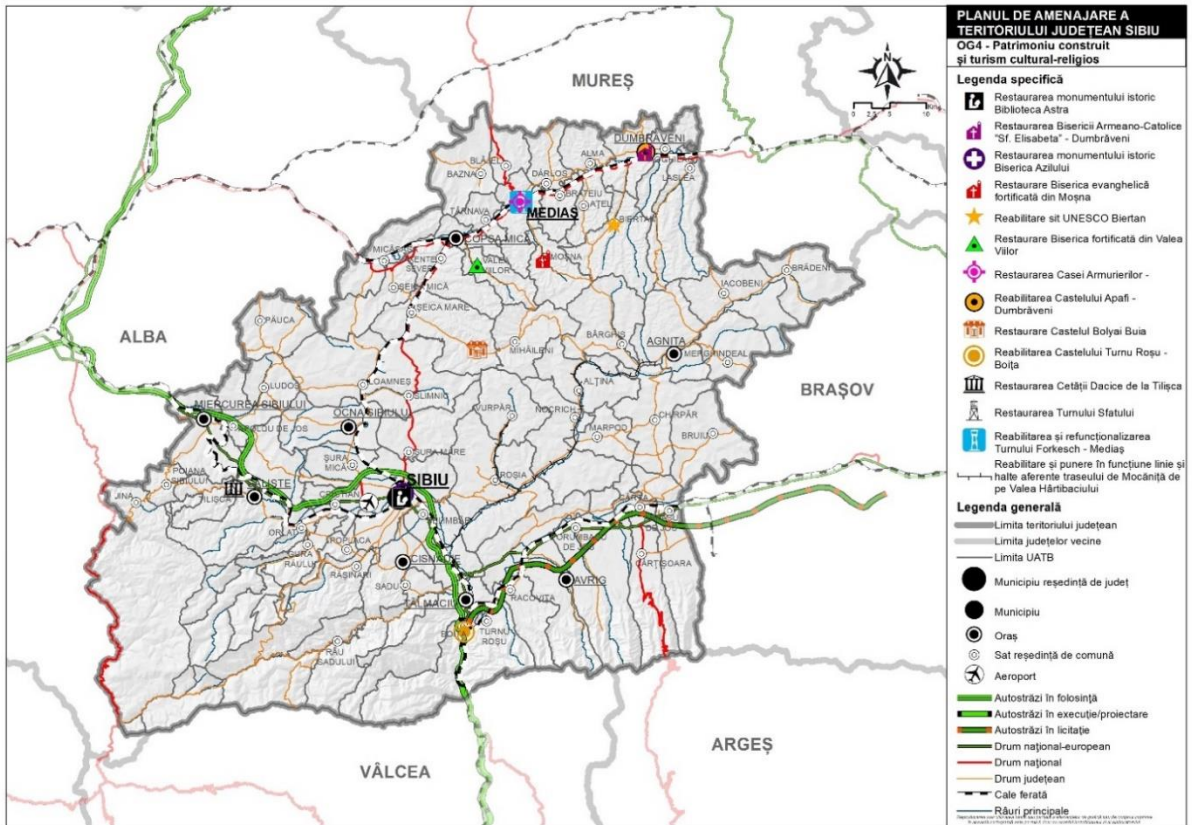 PLANUL DE AMENAJARE A
TERITORIULUI JUDEȚEAN SIBIU
OG4 - Patrimoniu construit
și turism cultural-religios
Legenda specifică
Restaurarea monumentului istoric
Biblioteca Astra
Restaurarea Bisericii Armeano-Catolice
"Sf. Elisabeta" - Dumbrăveni
Restaurarea monumentului istoric
Biserica Azilului
Restaurare Biserica evanghelică
fortificată din Moșna
Reabilitare sit UNESCO Biertan
Restaurare Biserica fortificată din Valea
Viilor
Restaurarea Casei Armurierilor -
Reabilitarea Castelului Apafi -
Dumbrăveni
Restaurare Castelul Bolyai Buia
Reabilitarea Castelului Turnu Roșu -
Boița
Restaurarea Cetății Dacice de la Tilișca
Restaurarea Turnului Sfatului
Reabilitarea și refuncționalizarea
Turnului Forkesch - Mediaș
Reabilitare și punere în funcțiune linie și
halte aferente traseului de Mocăniță de
pe Valea Hârtibaciului
Legenda generală
Limita teritoriului județean
Limita județelor vecine
Limita UATB
Municipiu reședință de județ
Municipiu
Oraș
Sat reședință de comună
Aeroport
Autostrăzi în folosință
Autostrăzi în execuție/proiectare
Autostrăzi în licitație
Drum național-european
Drum național
Drum județean
Cale ferată
Râuri principale
MUREȘ
ALBA
BRAȘOV
ARGEȘ
VÂLCEA
DUMBRĂVENI
ALMA
BLĂJEL
BAZNA
DÂRLOS
LASLEA
BRATEIU
AȚEL
MEDIAȘ
TÂRNAVA
BIERTAN
COPȘA MICĂ
MICĂSASA
VALEA
VIILOR
MOȘNA
BRĂDENI
ȘEICA MICĂ
IACOBENI
ȘEICA MARE
PĂUCA
BÂRGHIȘ
AGNITA
MIHĂILENI
MERGHINDEAL
LUDOȘ
LOAMNEȘ
ALȚINA
SLIMNIC
MIERCUREA SIBIULUI
OCNA SIBIULUI
VURPĂR
NOCRICH
CHIRPĂR
MARPOD
BRUIU
ȘURA MARE
ȘURA
MICĂ
POIANA
SIBIULUI
ROȘIA
SIBIU
JINA
TILIȘCA
GURA
RÂULUI
RĂȘINARI
CISNĂDIE
SADU
CÂRȚIȘOARA
AVRIG
RACOVIȚA
TURNU
ROȘU
RÂU
SADULUI